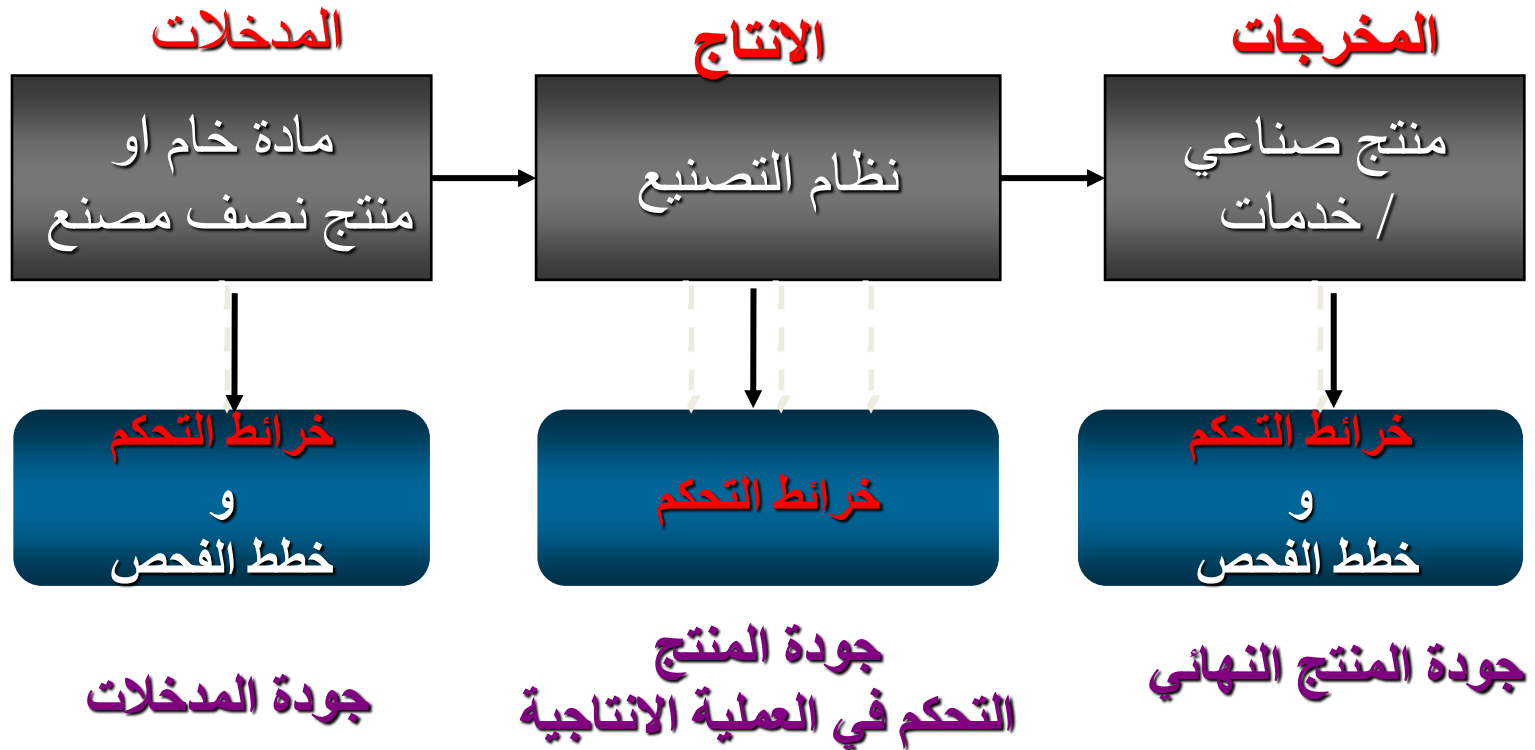 المدخلات
الانتاج
المخرجات
مادة خام او
منتج نصف مصنع
نظام التصنيع
منتج صناعي
/ خدمات
خرائط التحكم
و
خطط الفحص
خرائط التحكم
خرائط التحكم
و
خطط الفحص
جودة المدخلات
جودة المنتج
التحكم في العملية الانتاجية
جودة المنتج النهائي